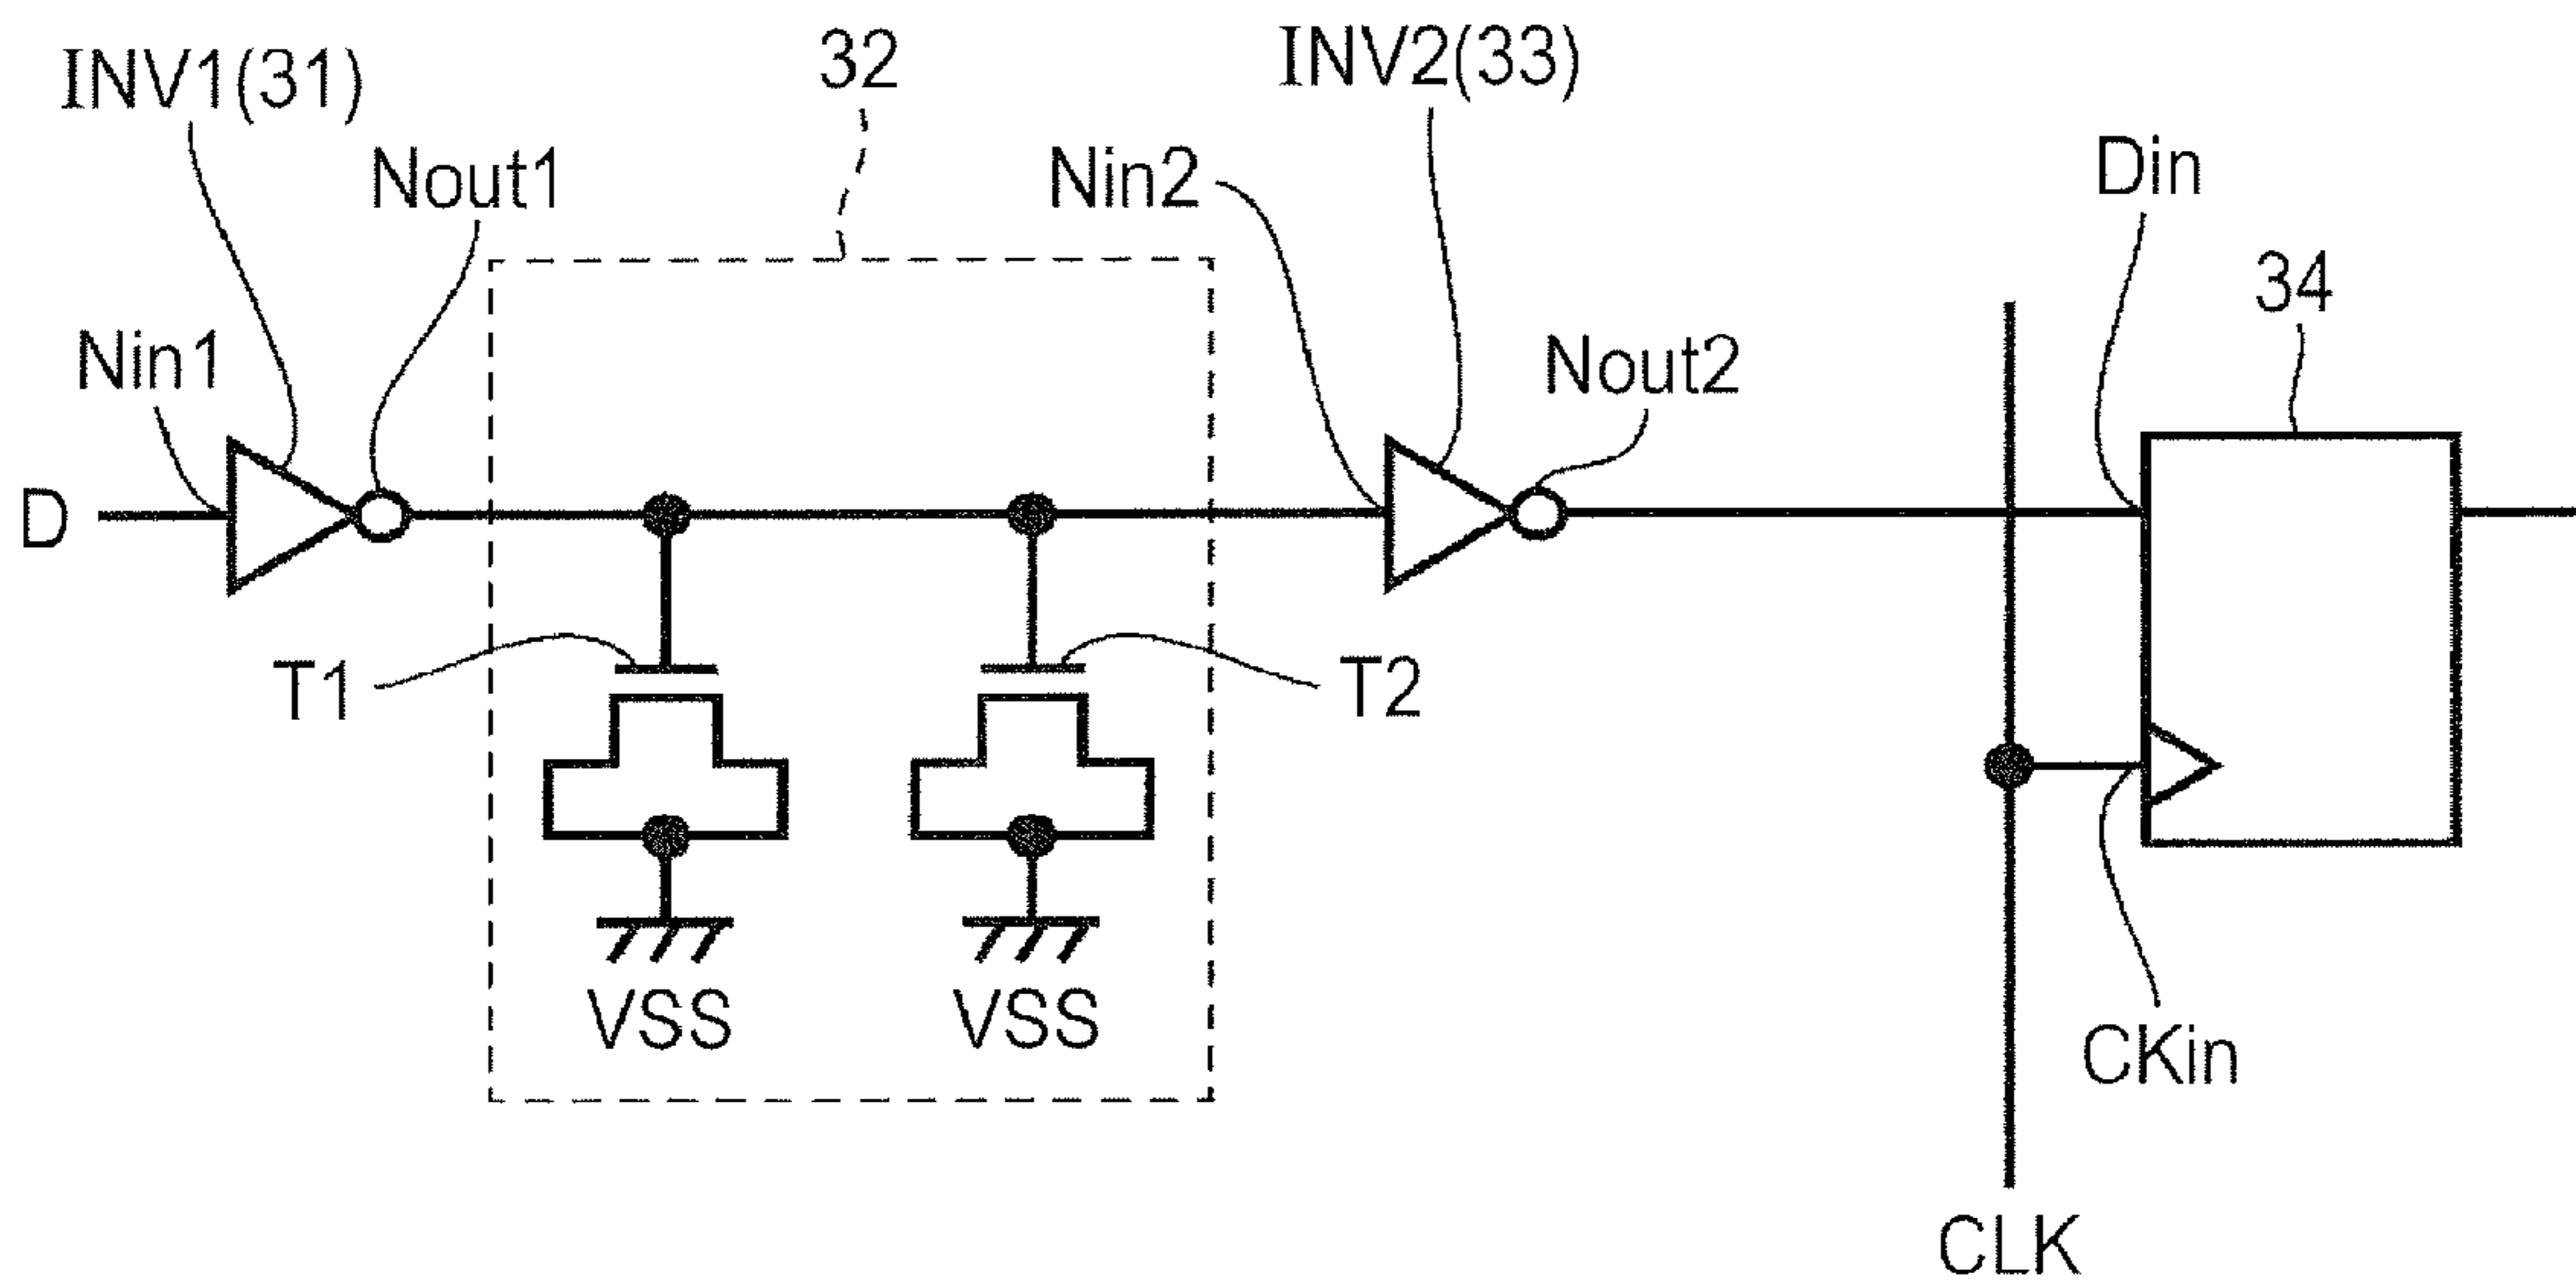 INV1(31)
32
INV2(33)
Nout1
Nin2
Din
34
Nin1
Nout2
D
T1
T2
VSS
VSS
CKin
CLK